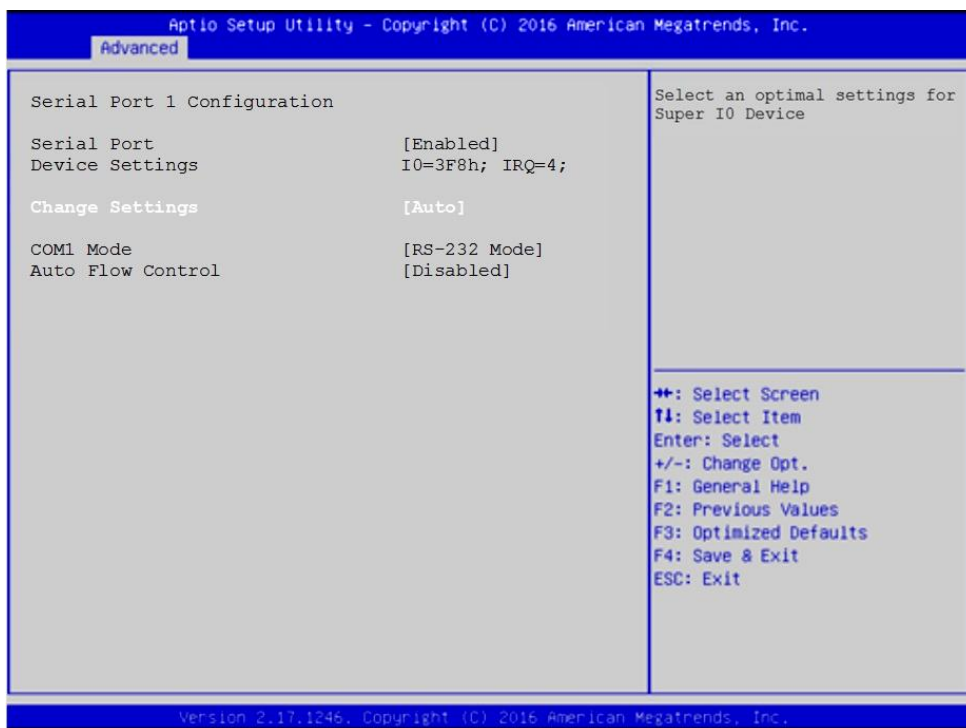 Aptio Setup Utility - Copyright (C) 2016 American Megatrends, Inc.
Advanced
Serial Port 1 Configuration
Serial Port [Enabled]
Device Settings IO=3F8h; IRQ=4;
Change Settings [Auto]
COM1 Mode [RS-232 Mode]
Auto Flow Control [Disabled]
Select an optimal settings for
Super IO Device
→←: Select Screen
↑↓: Select Item
Enter: Select
+/-: Change Opt.
F1: General Help
F2: Previous Values
F3: Optimized Defaults
F4: Save & Exit
ESC: Exit
Version 2.17.1246. Copyright (C) 2016 American Megatrends, Inc.